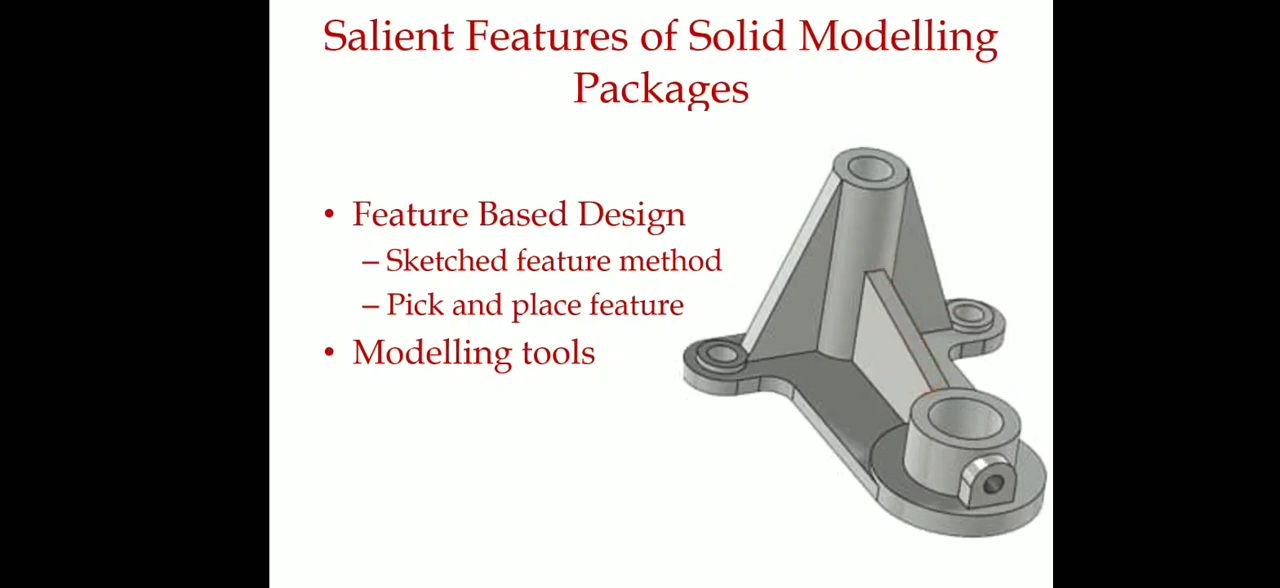 Salient Features of Solid Modelling
Packages
• Feature Based Design
– Sketched feature method
– Pick and place feature
• Modelling tools